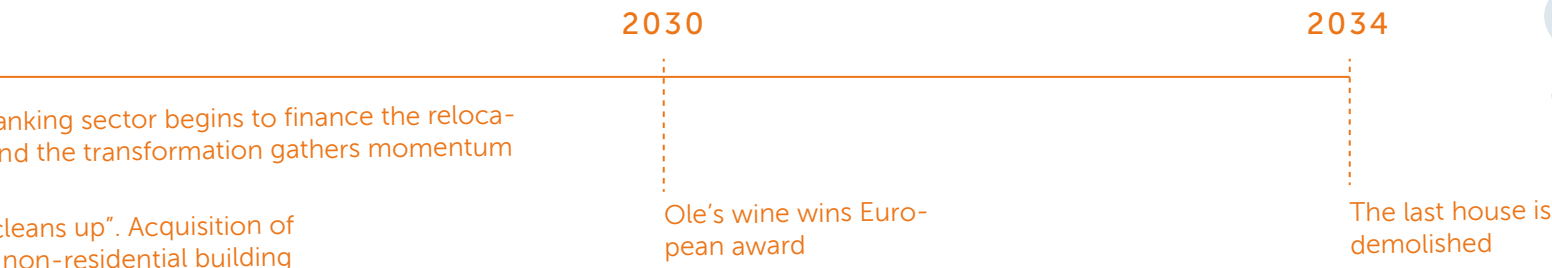 2030
2034
anking sector begins to finance the reloca-
nd the transformation gathers momentum
cleans up”. Acquisition of
non-residential building
Ole’s wine wins Euro-
pean award
The last house is
demolished